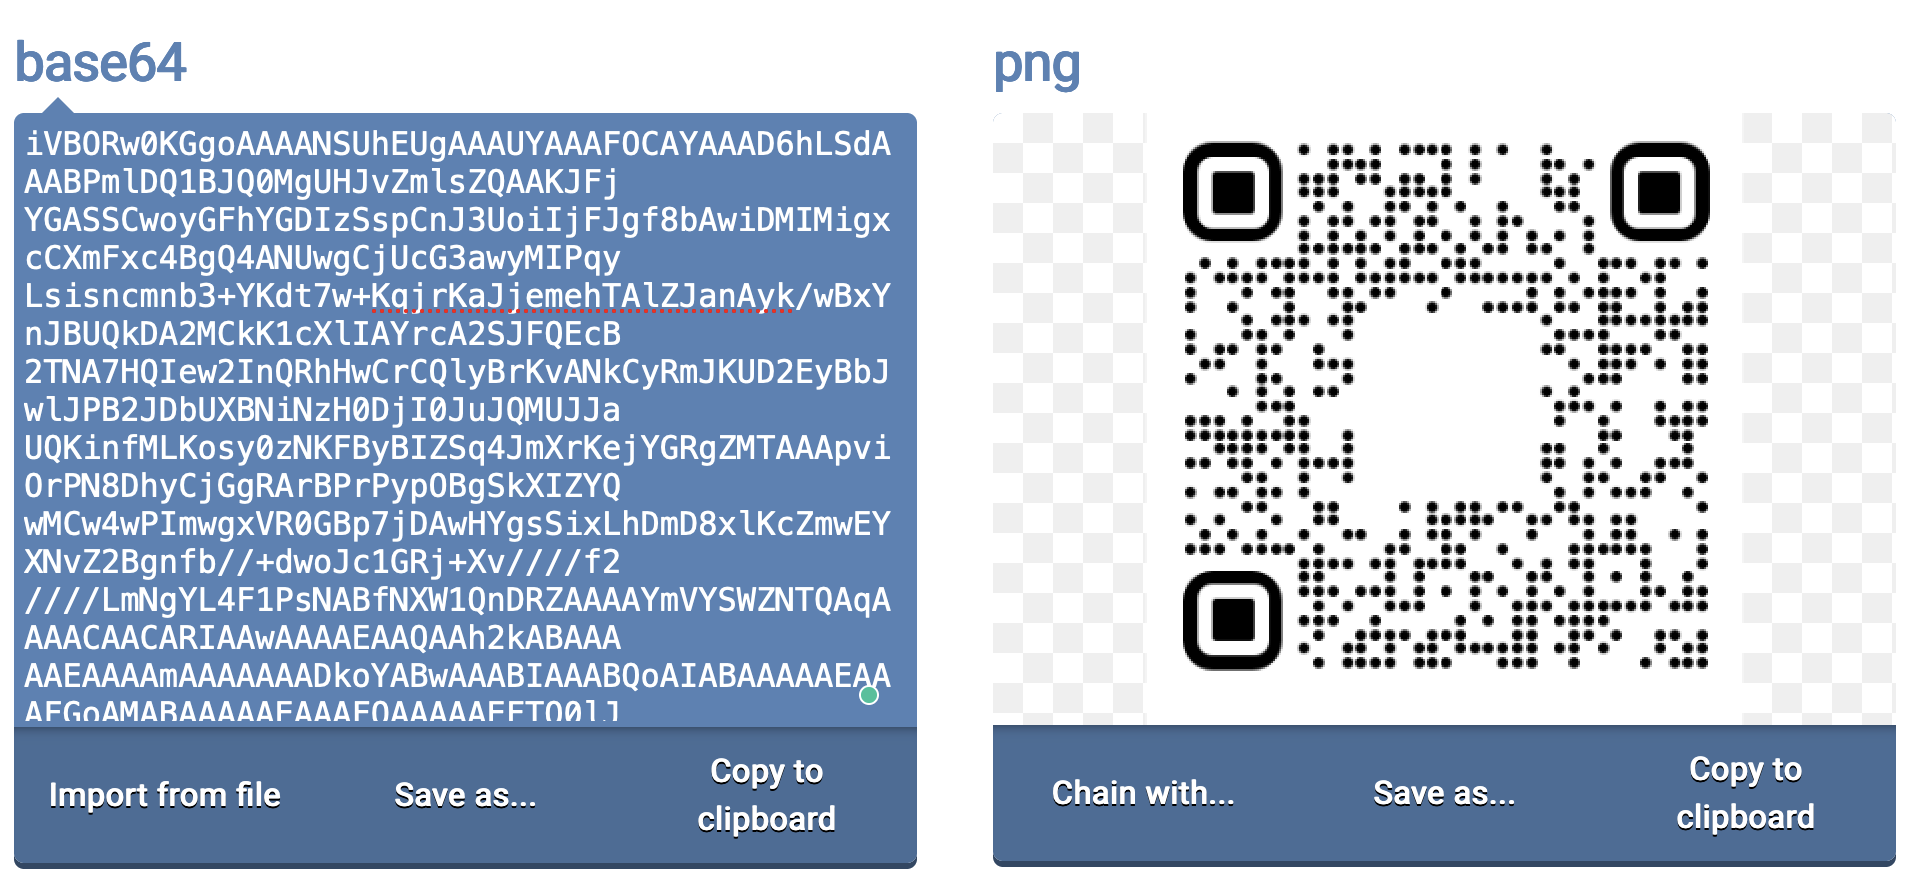 base64
iVBORw0KGgoAAAANSUhEUgAAAUYAAAFOCAYAAAD6hLSdA
AABPmlDQ1BJQ0MgUHJvZmlsZQAAKJFj
YGASSCwoyGFhYGDIzSspCnJ3UoiIjFJgf8bAwiDMIMigx
cCXmFxc4BgQ4ANUwgCjUcG3awyMIPqy
Lsisncmnb3+YKdt7w+KqjrKaJjemehTAlZJanAyk/wBxY
nJBUQkDA2MCkK1cXlIAYrcA2SJFQEcB
2TNA7HQIew2InQRhHwCrCQlyBrKvANkCyRmJKUD2EyBbJ
wlJPB2JDbUXBNiNzH0DjI0JuJQMUJJa
UQKinfMLKosy0zNKFByBIZSq4JmXrKejYGRgZMTAAApvi
OrPN8DhyCjGgRArBPrPypOBgSkXIZYQ
wMCw4wPImwgxVR0GBp7jDAwHYgsSixLhDmD8xlKcZmwEY
XNvZ2Bgnfb//+dwoJc1GRj+Xv////f2
////LmNgYL4F1PsNABfNXW1QnDRZAAAAYmVYSWZNTQAqA
AAACAACARIAAwAAAAEAAQAAh2kABAAA
AAEAAAAmAAAAAAADkoYABwAAABIAAABQoAIABAAAAAEAA
AFGoAMABAAAAAEAAAFOAAAAAEFTQ0lJ
Import from file
Save as...
Copy to
clipboard
png
Chain with...
Save as...
Copy to
clipboard